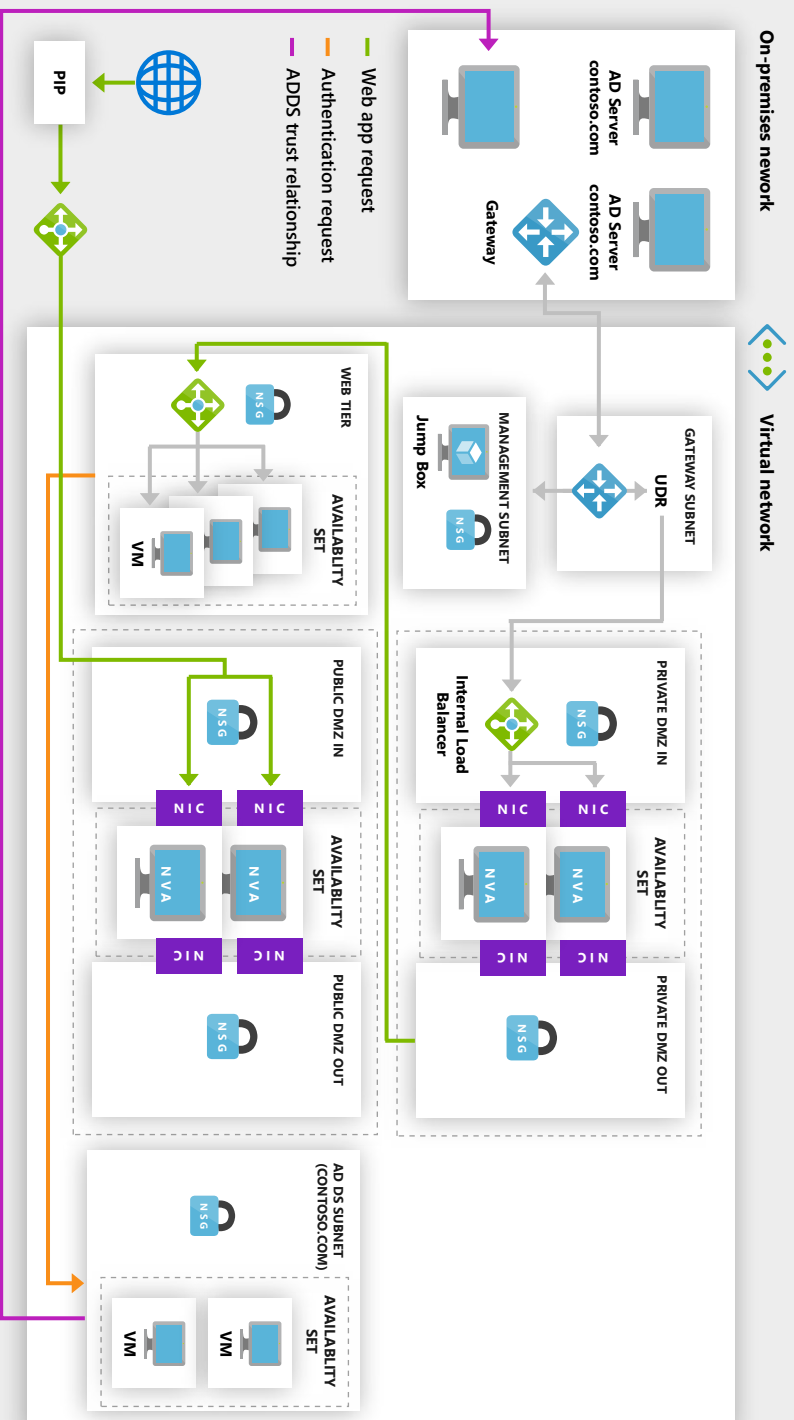 On-premises nework
AD Server
contoso.com
AD Server
contoso.com
Gateway
Web app request
Authentication request
ADDS trust relationship
PIP
Virtual network
GATEWAY SUBNET
UDR
MANAGEMENT SUBNET
Jump Box
NSG
WEB TIER
NSG
AVAILABLITY
SET
VM
PRIVATE DMZ IN
NSG
Internal Load
Balancer
NIC
NIC
AVAILABLITY
SET
NVA
NVA
NIC
NIC
PRIVATE DMZ OUT
NSG
PUBLIC DMZ IN
NSG
NIC
NIC
AVAILABLITY
SET
NVA
NVA
NIC
NIC
PUBLIC DMZ OUT
NSG
AD DS SUBNET
(CONTOSO.COM)
NSG
AVAILABLITY
SET
VM
VM